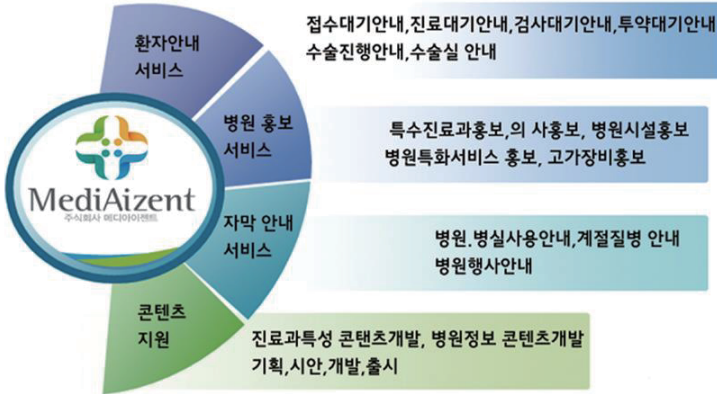 환자안내
서비스
접수대기안내,진료대기안내,검사대기안내,투약대기안내
수술진행안내,수술실 안내
병원 홍보
서비스
특수진료과홍보,의 사홍보, 병원시설홍보
병원특화서비스 홍보, 고가장비홍보
MediAizent
주식회사 메디아이젠트
자막 안내
서비스
병원.병실사용안내,계절질병 안내
병원행사안내
콘텐츠
지원
진료과특성 콘탠츠개발, 병원정보 콘텐츠개발
기획,시안,개발,출시